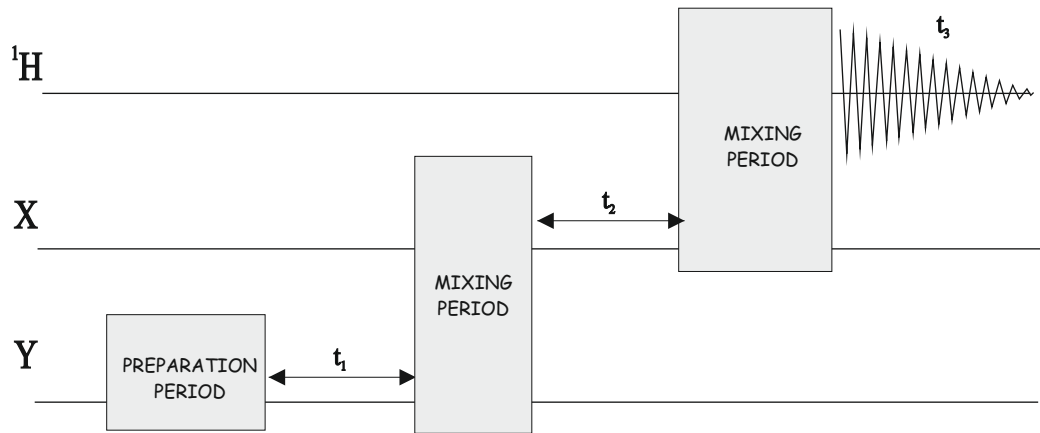 ¹H
t₃
MIXING
PERIOD
X
t₂
MIXING
PERIOD
Y
PREPARATION
PERIOD
t₁